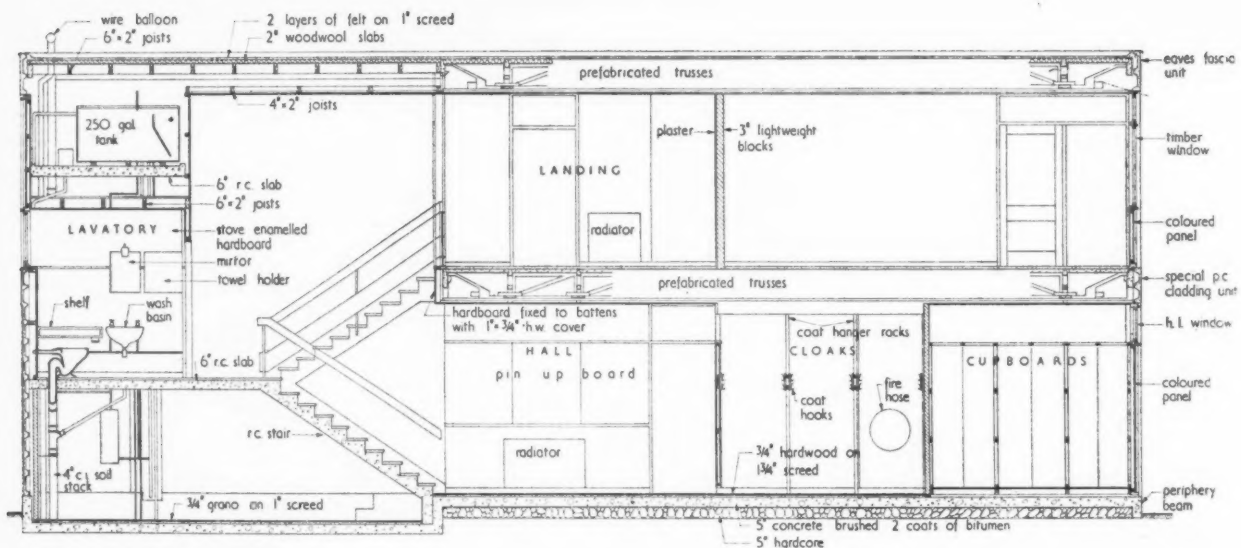 wire balloon
6" × 2" joists
2 layers of felt on 1" screed
2" woodwool slabs
prefabricated trusses
eaves fascia
unit
4" × 2" joists
250 gal.
tank
plaster
3" lightweight
blocks
timber
window
LANDING
6" r.c. slab
6" × 2" joists
LAVATORY
stove enamelled
hardboard
mirror
towel holder
radiator
coloured
panel
shelf
wash
basin
prefabricated trusses
special p.c.
cladding unit
hardboard fixed to battens
with 1" × 3/4" h.w. cover
coat hanger racks
h.l. window
HALL
pin up board
CLOAKS
CUPBOARDS
6" r.c. slab
coat
hooks
fire
hose
coloured
panel
r.c. stair
radiator
3/4" hardwood on
1 3/4" screed
4" c.i. soil
stack
3/4" grano on 1" screed
periphery
beam
5" concrete brushed 2 coats of bitumen
5" hardcore